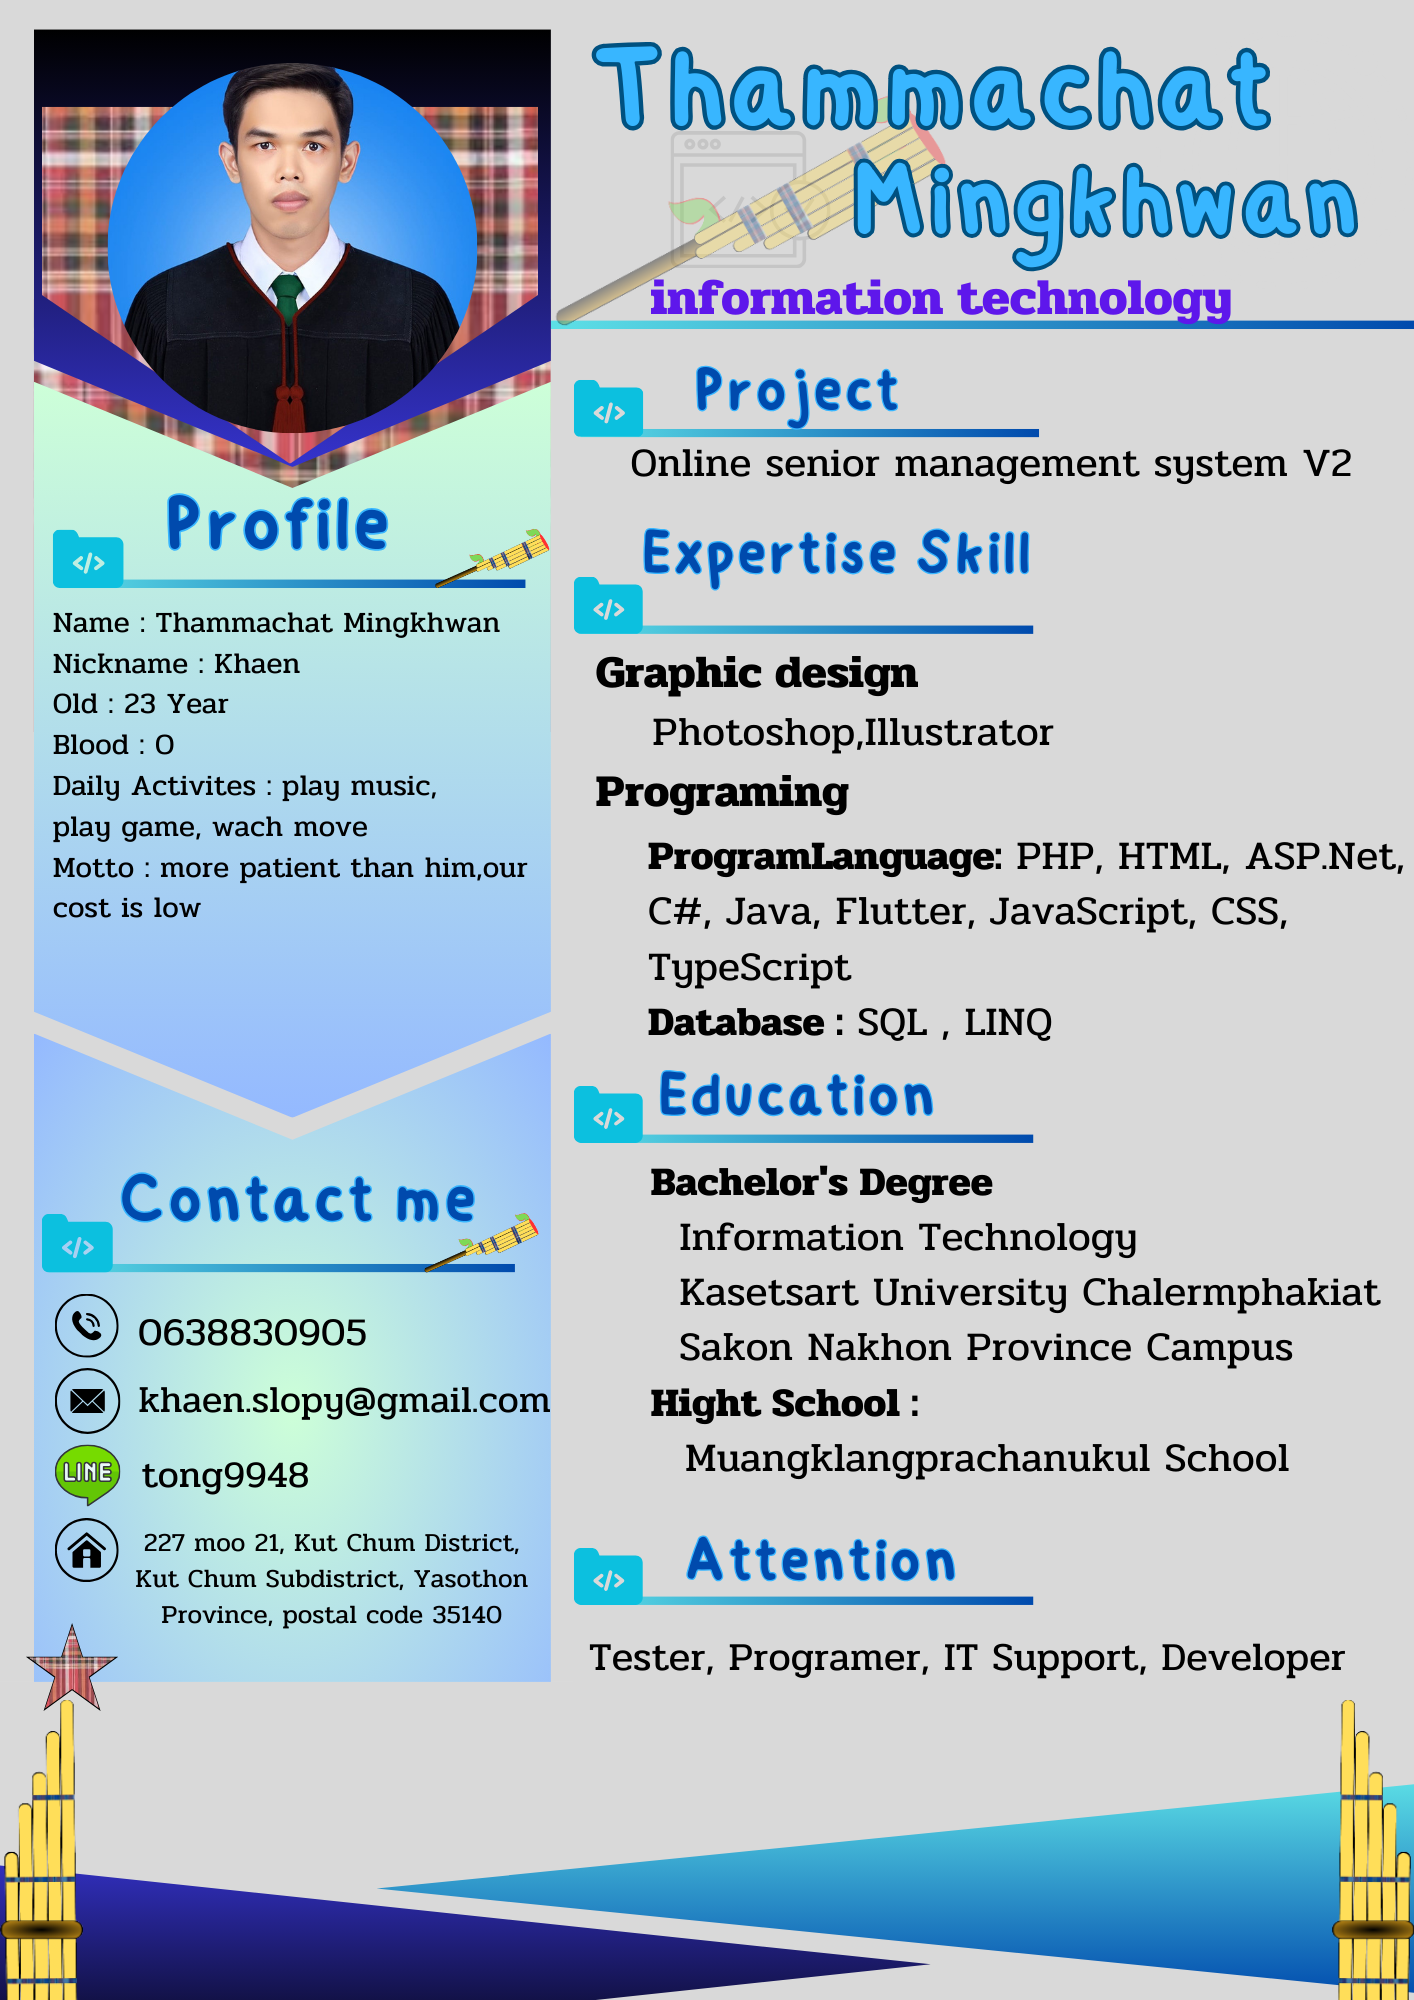 Thammachat
Mingkhwan
information technology
Profile
Name : Thammachat Mingkhwan
Nickname : Khaen
Old : 23 Year
Blood : O
Daily Activites : play music,
play game, wach move
Motto : more patient than him,our
cost is low
Contact me
0638830905
khaen.slopy@gmail.com
LINE
tong9948
227 moo 21, Kut Chum District,
Kut Chum Subdistrict, Yasothon
Province, postal code 35140
Project
Online senior management system V2
Expertise Skill
Graphic design
Photoshop,Illustrator
Programing
ProgramLanguage: PHP, HTML, ASP.Net,
C#, Java, Flutter, JavaScript, CSS,
TypeScript
Database : SQL , LINQ
Education
Bachelor's Degree
Information Technology
Kasetsart University Chalermphakiat
Sakon Nakhon Province Campus
Hight School :
Muangklangprachanukul School
Attention
Tester, Programer, IT Support, Developer